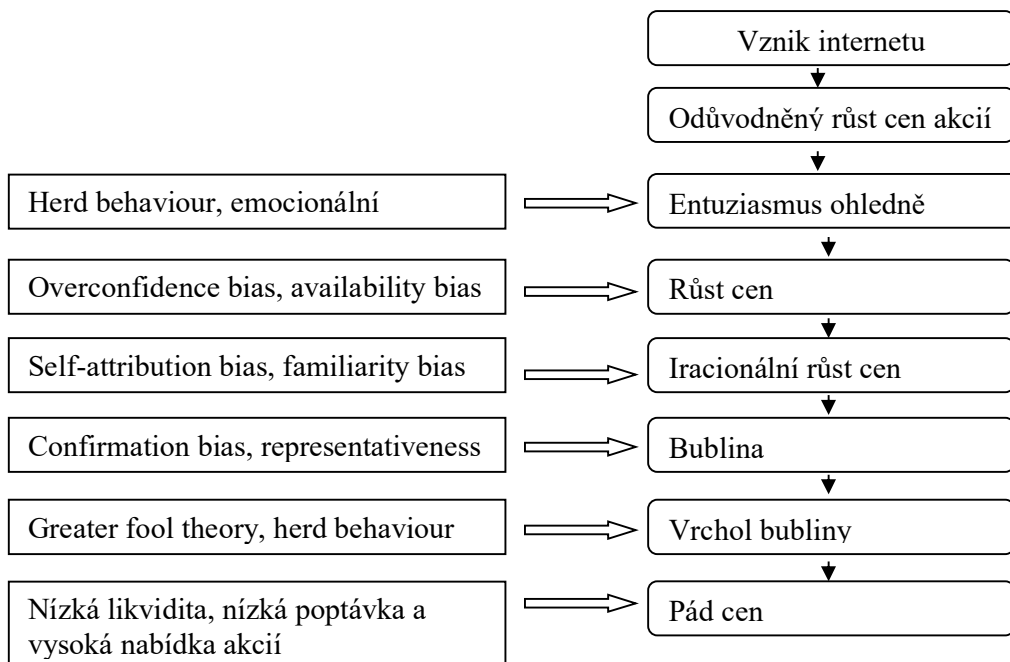 Vznik internetu
Odůvodněný růst cen akcií
Herd behaviour, emocionální
Entuziasmus ohledně
Overconfidence bias, availability bias
Růst cen
Self-attribution bias, familiarity bias
Iracionální růst cen
Confirmation bias, representativeness
Bublina
Greater fool theory, herd behaviour
Vrchol bubliny
Nízká likvidita, nízká poptávka a
vysoká nabídka akcií
Pád cen